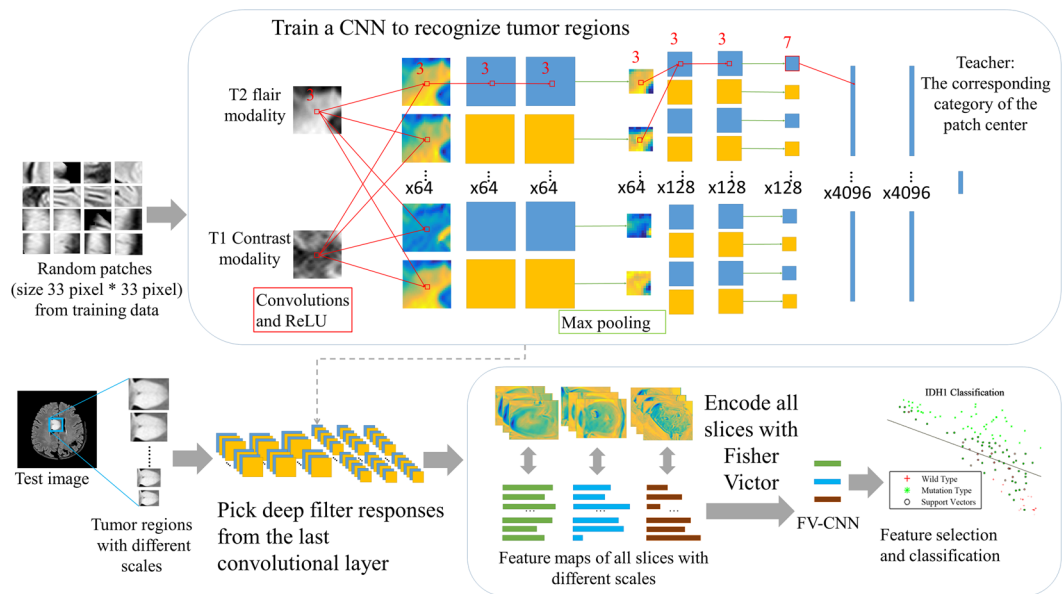 Train a CNN to recognize tumor regions
T2 flair
modality
T1 Contrast
modality
3
3
3
3
3
3
3
7
Teacher:
The corresponding
category of the
patch center
x64
x64
x64
x64
x128
x128
x128
x4096
x4096
Random patches
(size 33 pixel * 33 pixel)
from training data
Convolutions
and ReLU
Max pooling
Test image
Tumor regions
with different
scales
Pick deep filter responses
from the last
convolutional layer
Feature maps of all slices with
different scales
Encode all
slices with
Fisher
Victor
FV-CNN
IDH1 Classification
Wild Type
Mutation Type
Support Vectors
Feature selection
and classification